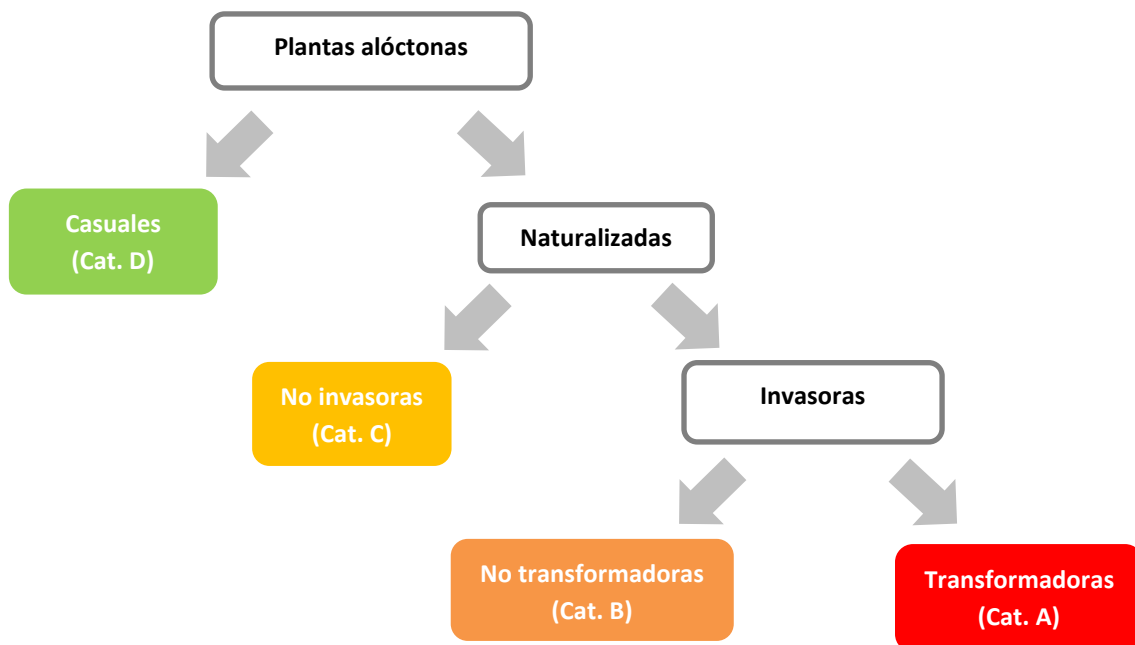 Plantas alóctonas
Casuales
(Cat. D)
Naturalizadas
No invasoras
(Cat. C)
Invasoras
No transformadoras
(Cat. B)
Transformadoras
(Cat. A)